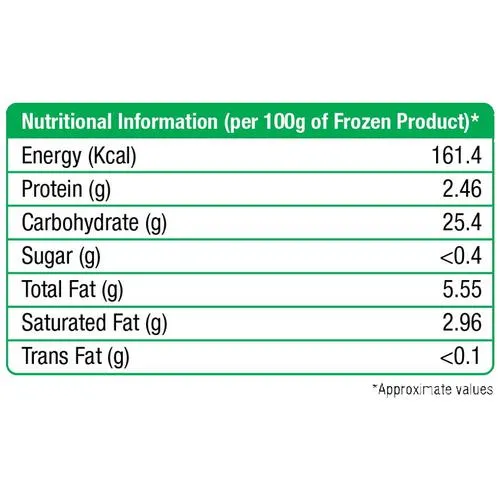 Nutritional Information (per 100g of Frozen Product)*
Energy (Kcal) 161.4
Protein (g) 2.46
Carbohydrate (g) 25.4
Sugar (g) <0.4
Total Fat (g) 5.55
Saturated Fat (g) 2.96
Trans Fat (g) <0.1
*Approximate values